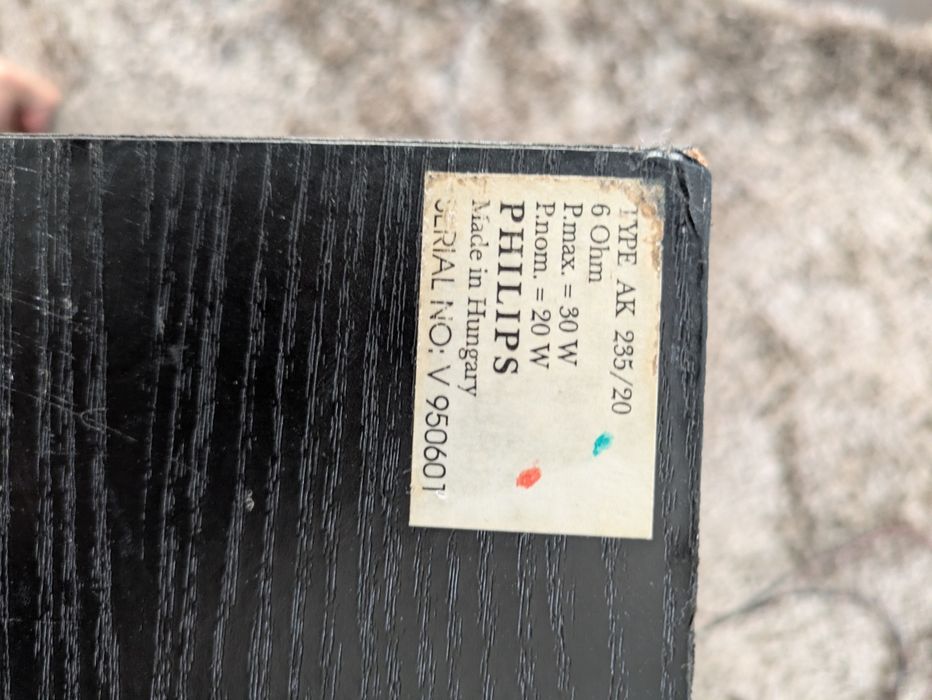 TYPE AK 235/20
6 Ohm
P.max. = 30 W
P.nom. = 20 W
PHILIPS
Made in Hungary
SERIAL NO: V 950601